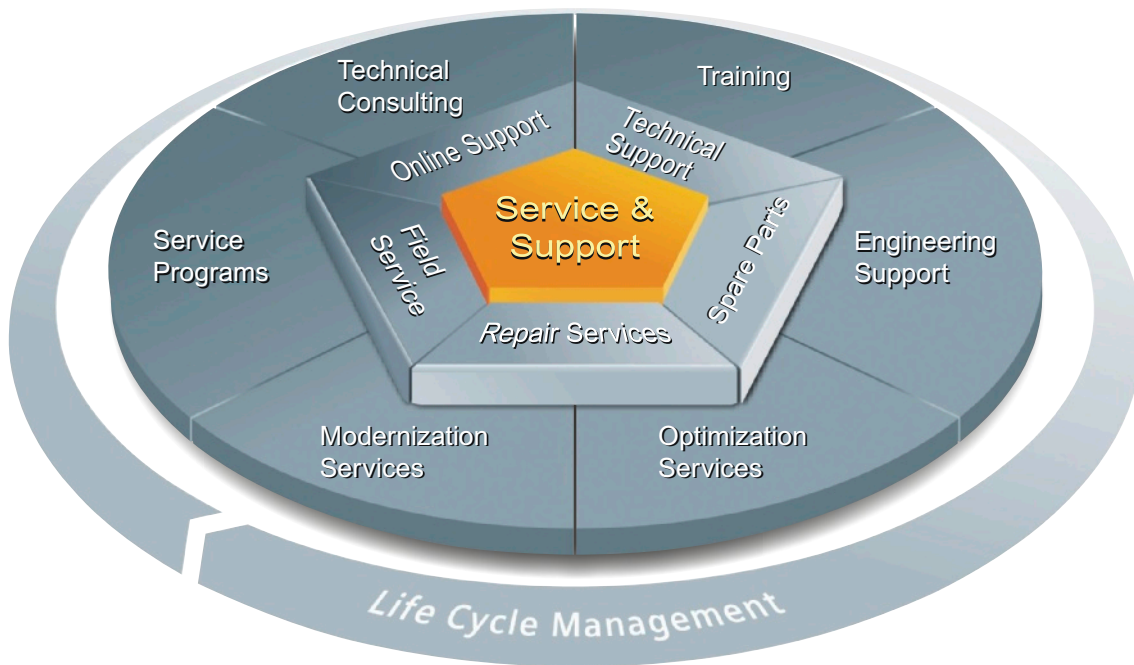 Technical
Consulting
Training
Online Support
Technical
Support
Service &
Support
Service
Programs
Field
Service
Spare Parts
Engineering
Support
Repair Services
Modernization
Services
Optimization
Services
Life Cycle Management